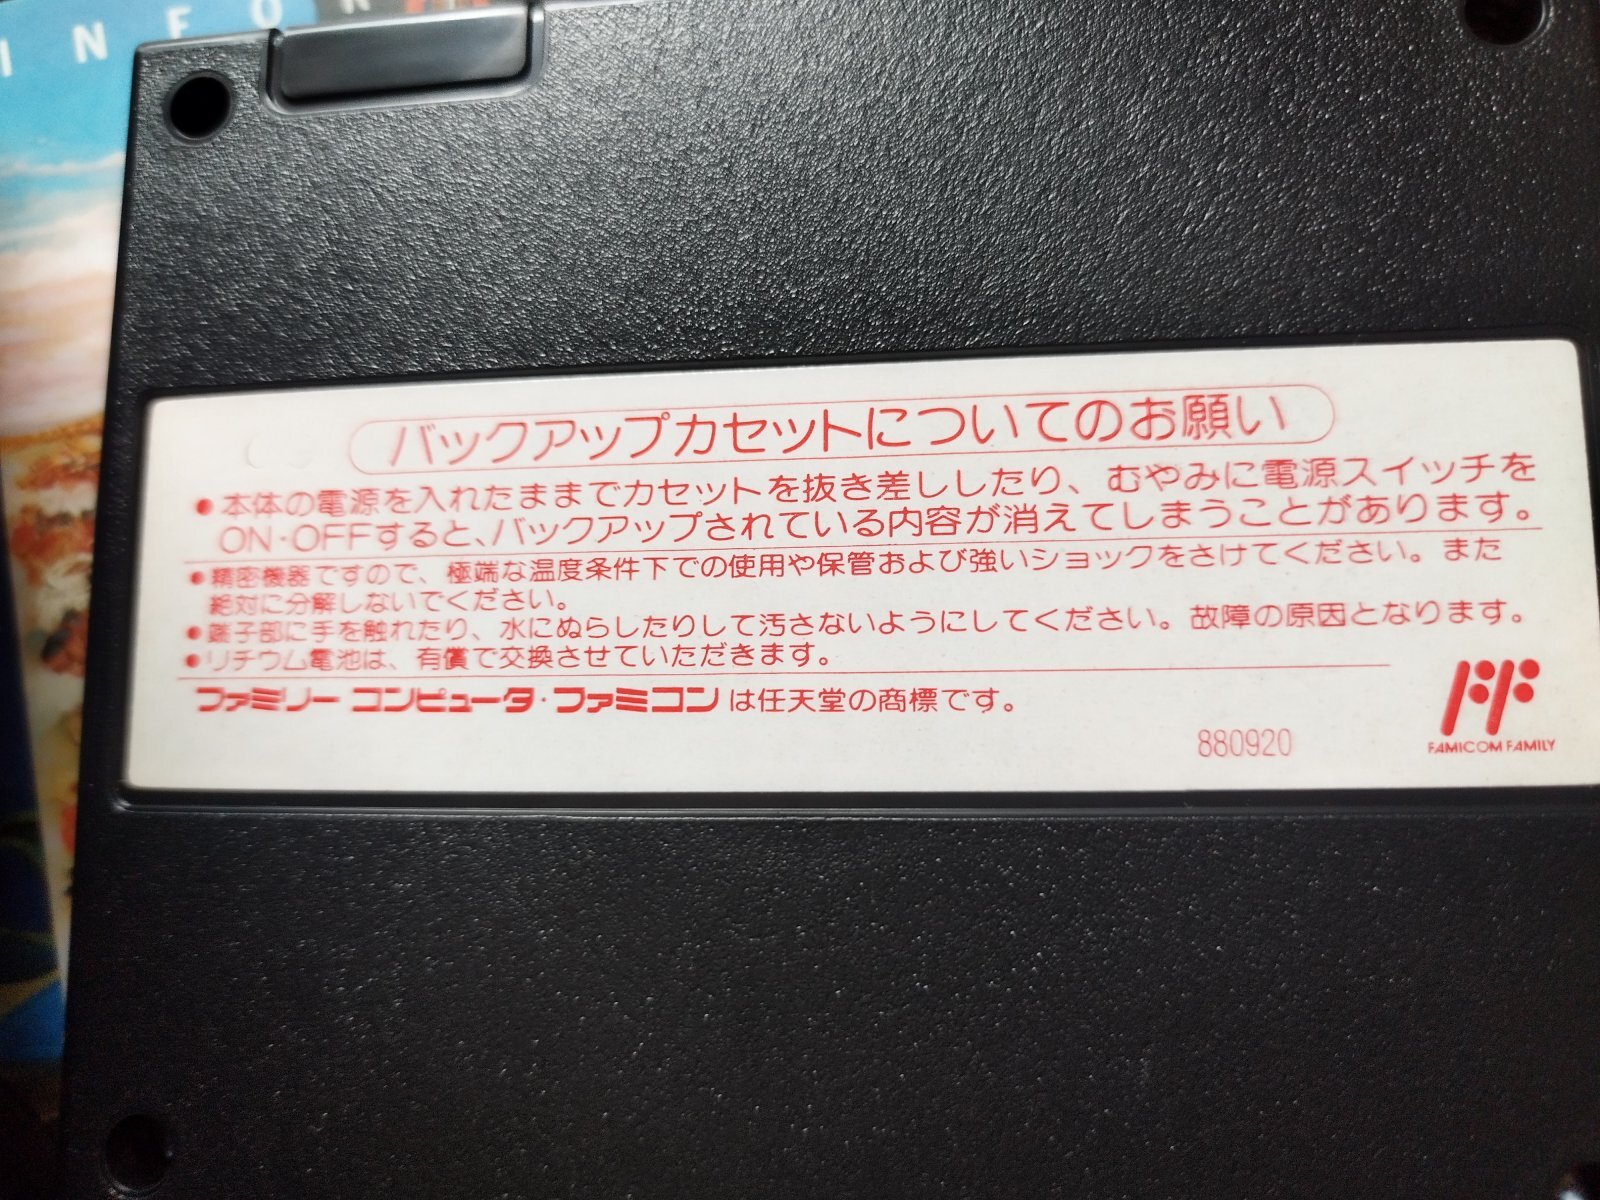 INFOR
バックアップカセットについてのお願い
●本体の電源を入れたままでカセットを抜き差ししたり、むやみに電源スイッチを
ON・OFFすると、バックアップされている内容が消えてしまうことがあります。
●精密機器ですので、極端な温度条件下での使用や保管および強いショックをさけてください。また
絶対に分解しないでください。
●端子部に手を触れたり、水にぬらしたりして汚さないようにしてください。故障の原因となります。
●リチウム電池は、有償で交換させていただきます。
ファミリー コンピュータ・ファミコン は任天堂の商標です。
880920
FAMICOM FAMILY